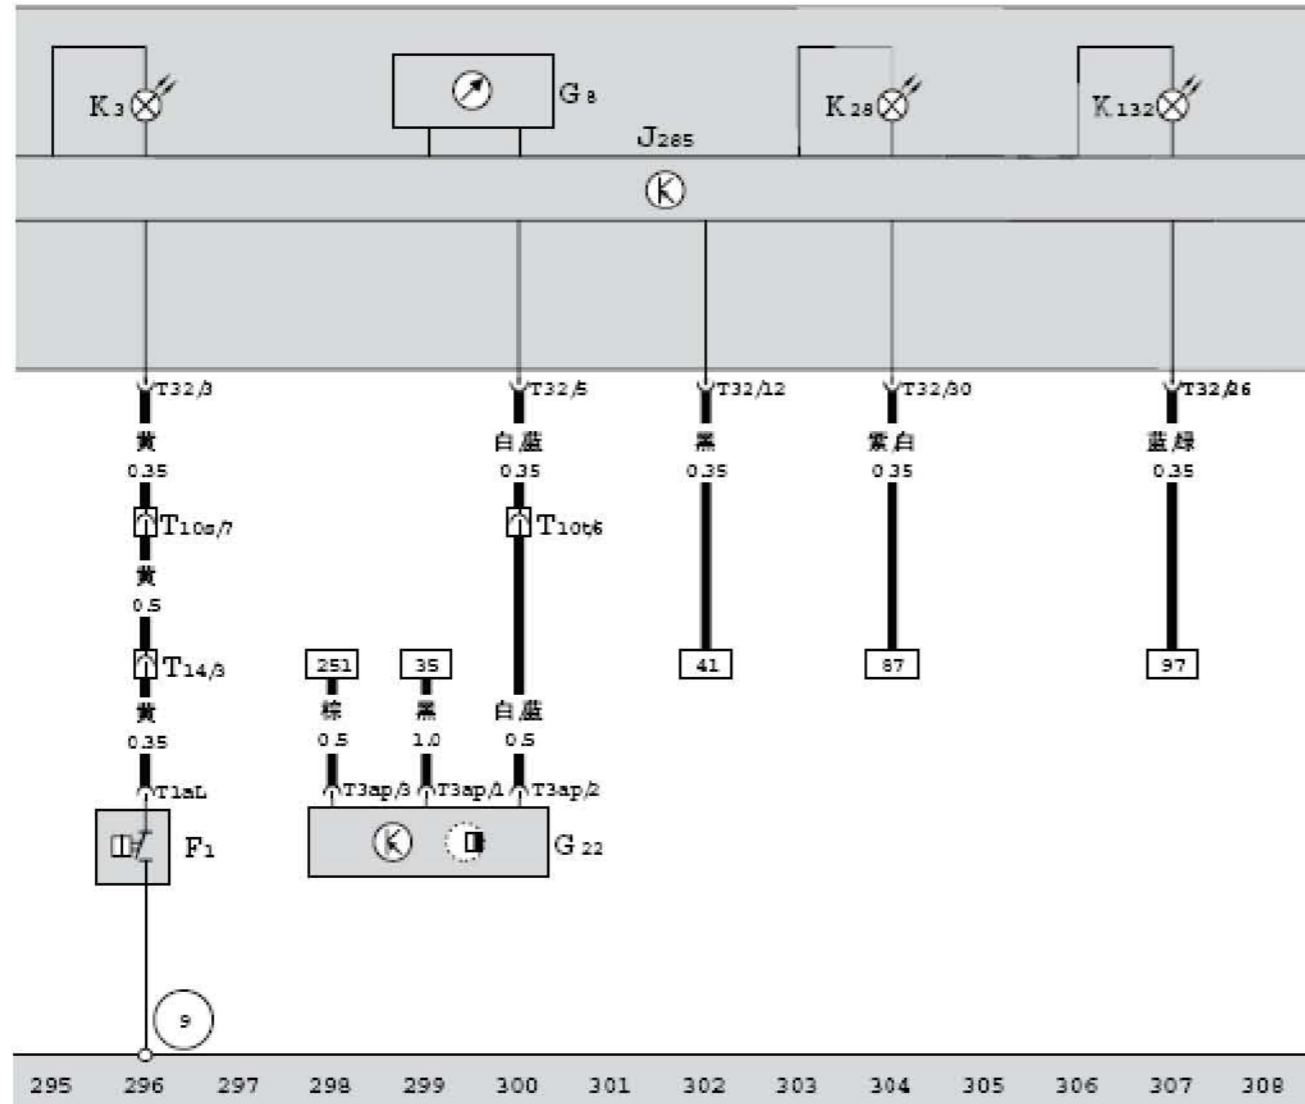 K3
G8
K28
K132
J285
K
T32/3
T32/5
T32/12
T32/30
T32/26
黄
白/蓝
黑
紫/白
蓝/绿
0.35
0.35
0.35
0.35
0.35
T10s/7
T10t/6
黄
0.5
T14/3
251
35
41
87
97
黄
棕
黑
白/蓝
0.35
0.5
1.0
0.5
T1aL
T3ap/3
T3ap/1
T3ap/2
F1
K
G22
9
295 296 297 298 299 300 301 302 303 304 305 306 307 308